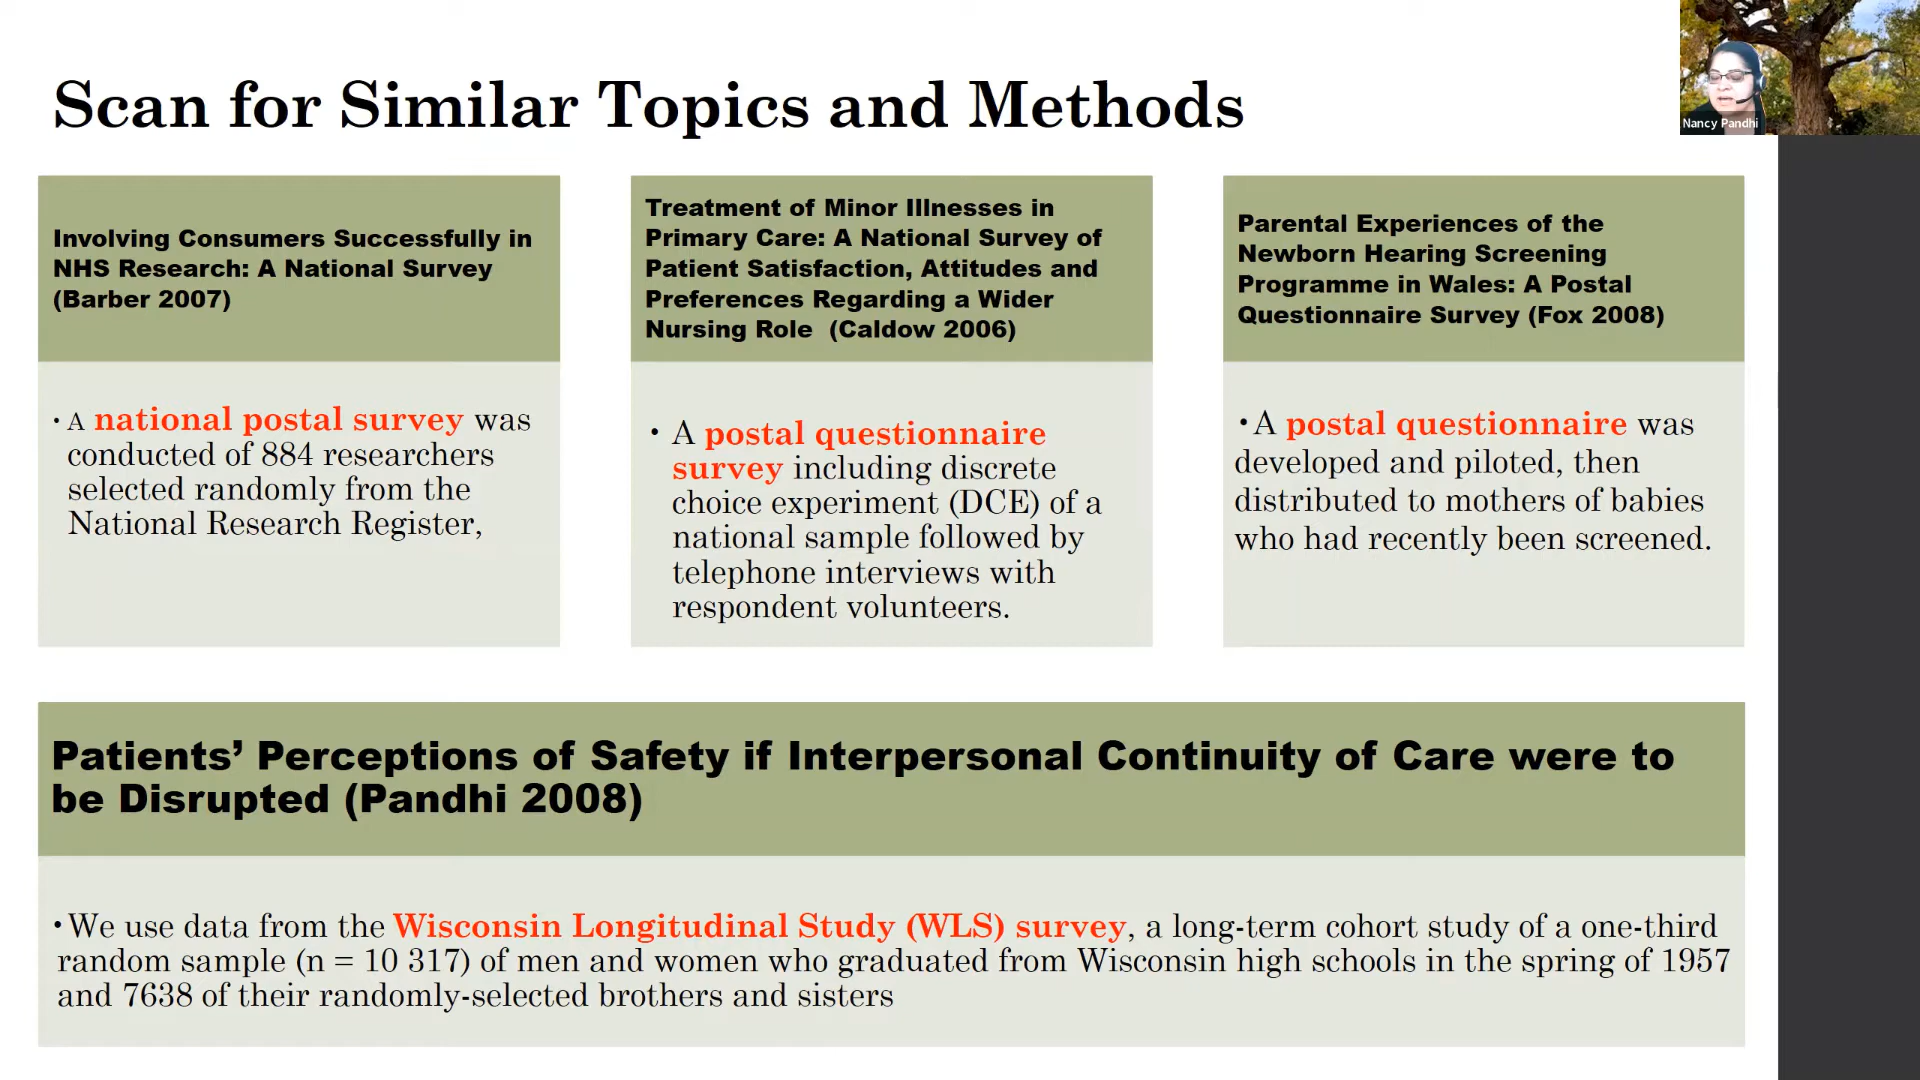 Scan for Similar Topics and Methods
Nancy Pandhi
Involving Consumers Successfully in
NHS Research: A National Survey
(Barber 2007)
• A national postal survey was
conducted of 884 researchers
selected randomly from the
National Research Register,
Treatment of Minor Illnesses in
Primary Care: A National Survey of
Patient Satisfaction, Attitudes and
Preferences Regarding a Wider
Nursing Role (Caldow 2006)
• A postal questionnaire
survey including discrete
choice experiment (DCE) of a
national sample followed by
telephone interviews with
respondent volunteers.
Parental Experiences of the
Newborn Hearing Screening
Programme in Wales: A Postal
Questionnaire Survey (Fox 2008)
• A postal questionnaire was
developed and piloted, then
distributed to mothers of babies
who had recently been screened.
Patients’ Perceptions of Safety if Interpersonal Continuity of Care were to
be Disrupted (Pandhi 2008)
• We use data from the Wisconsin Longitudinal Study (WLS) survey, a long-term cohort study of a one-third
random sample (n = 10 317) of men and women who graduated from Wisconsin high schools in the spring of 1957
and 7638 of their randomly-selected brothers and sisters